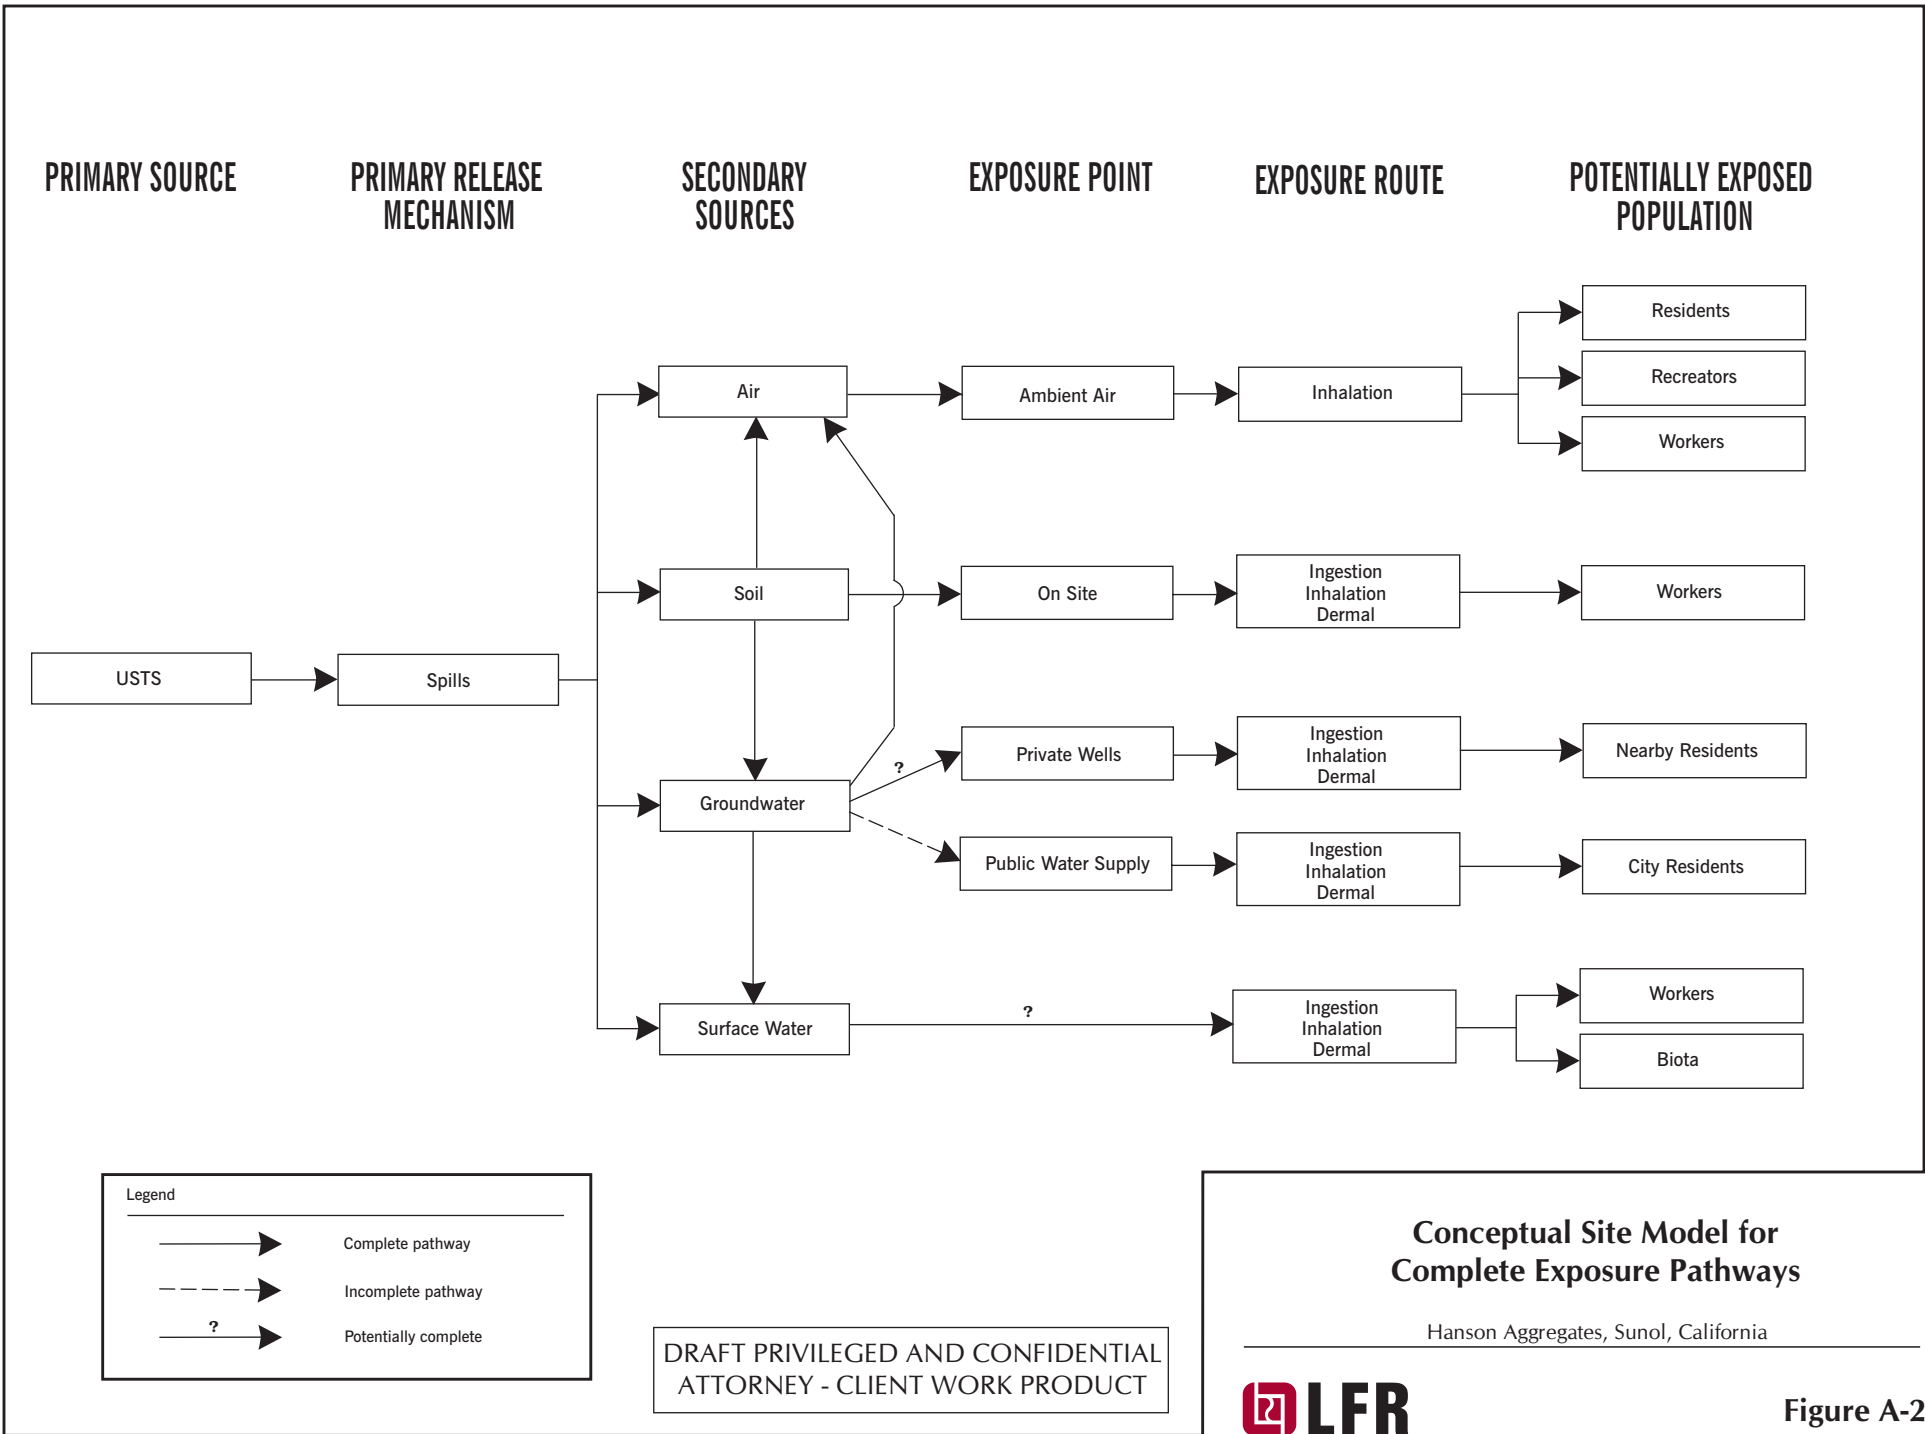 PRIMARY SOURCE
PRIMARY RELEASE
MECHANISM
SECONDARY
SOURCES
EXPOSURE POINT
EXPOSURE ROUTE
POTENTIALLY EXPOSED
POPULATION
Residents
Air
Ambient Air
Inhalation
Recreators
Workers
Soil
On Site
Ingestion
Inhalation
Dermal
Workers
USTS
Spills
?
Private Wells
Ingestion
Inhalation
Dermal
Nearby Residents
Groundwater
Public Water Supply
Ingestion
Inhalation
Dermal
City Residents
Surface Water
?
Ingestion
Inhalation
Dermal
Workers
Biota
Legend
Complete pathway
Incomplete pathway
?
Potentially complete
DRAFT PRIVILEGED AND CONFIDENTIAL
ATTORNEY - CLIENT WORK PRODUCT
Conceptual Site Model for
Complete Exposure Pathways
Hanson Aggregates, Sunol, California
LFR
Figure A-2